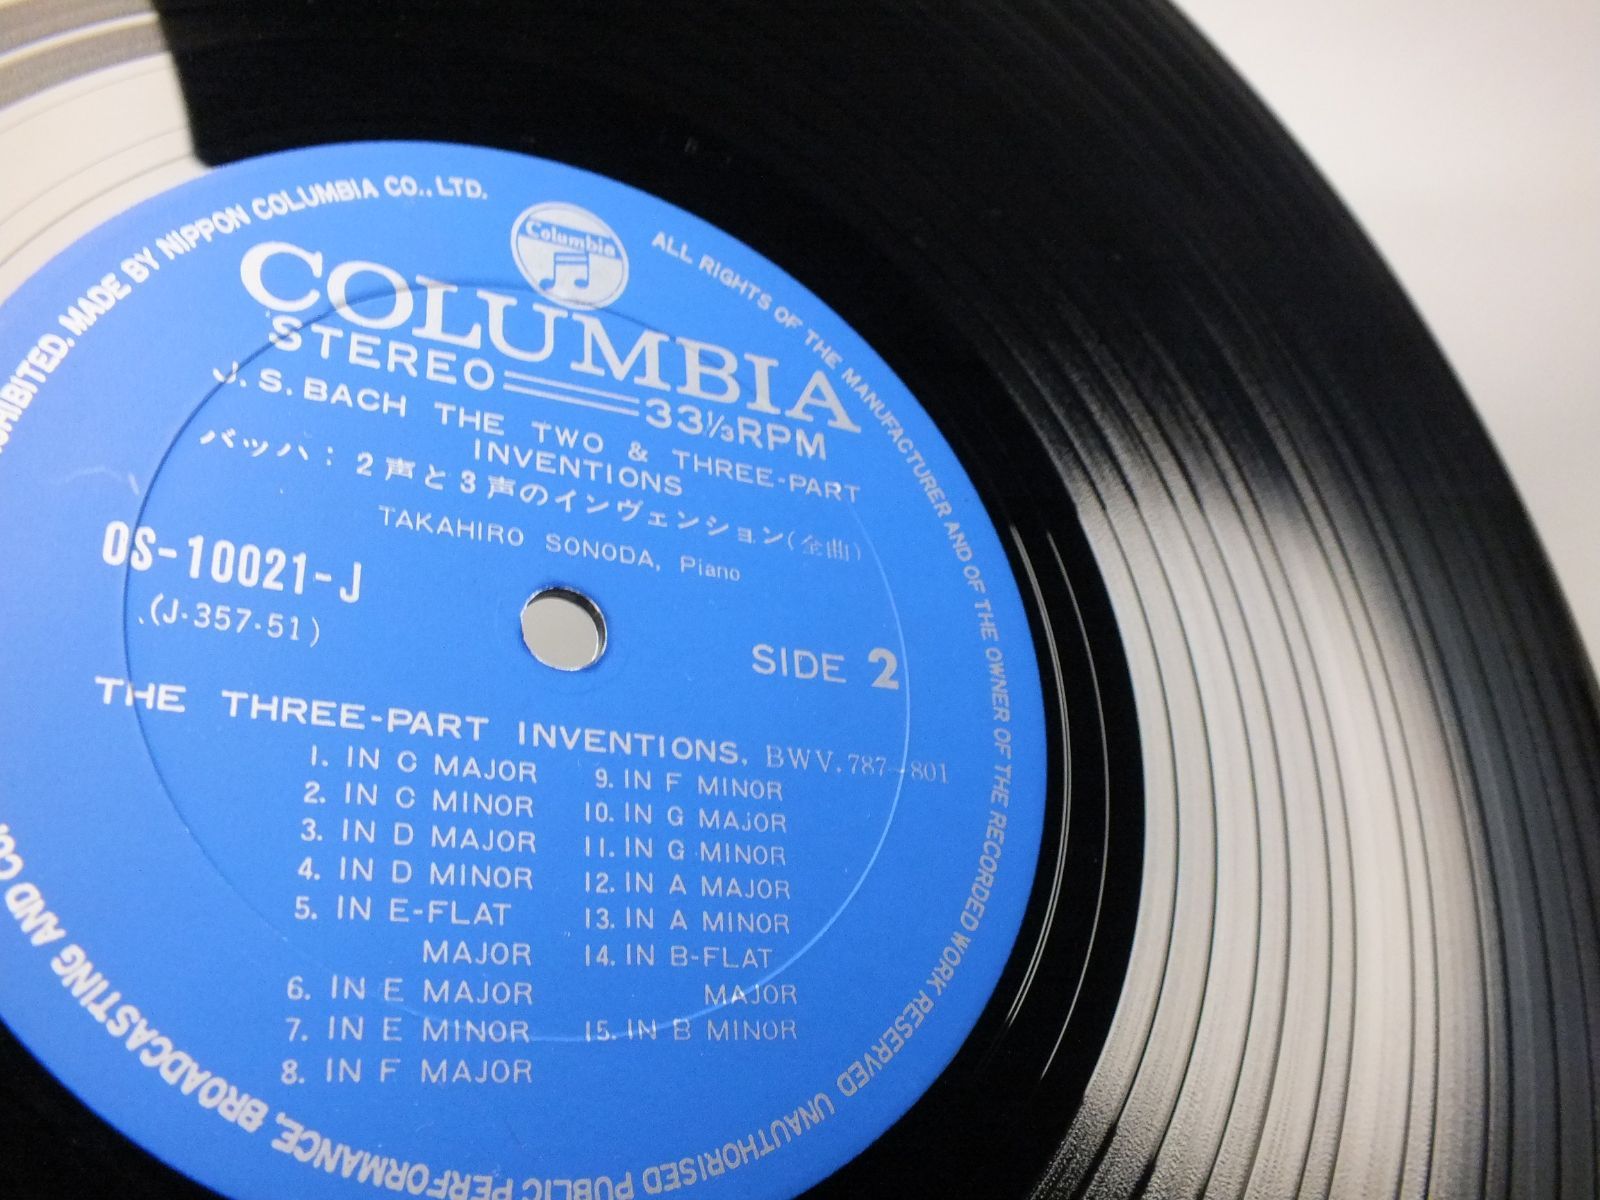 MADE BY NIPPON COLUMBIA CO., LTD.
Columbia
ALL RIGHTS OF THE MANUFACTURER AND OF THE OWNER OF THE RECORDED WORK RESERVED UNAUTHORISED PUBLIC PERFORMANCE, BROADCASTING AND
COLUMBIA
STEREO 33⅓RPM
J. S. BACH THE TWO & THREE-PART
INVENTIONS
バッハ：2声と3声のインヴェンション(全曲)
TAKAHIRO SONODA, Piano
OS-10021-J
(J·357·51)
SIDE 2
THE THREE-PART INVENTIONS. BWV. 787~801
1. IN C MAJOR
2. IN C MINOR
3. IN D MAJOR
4. IN D MINOR
5. IN E-FLAT
MAJOR
6. IN E MAJOR
7. IN E MINOR
8. IN F MAJOR
9. IN F MINOR
10. IN G MAJOR
11. IN G MINOR
12. IN A MAJOR
13. IN A MINOR
14. IN B-FLAT
MAJOR
15. IN B MINOR